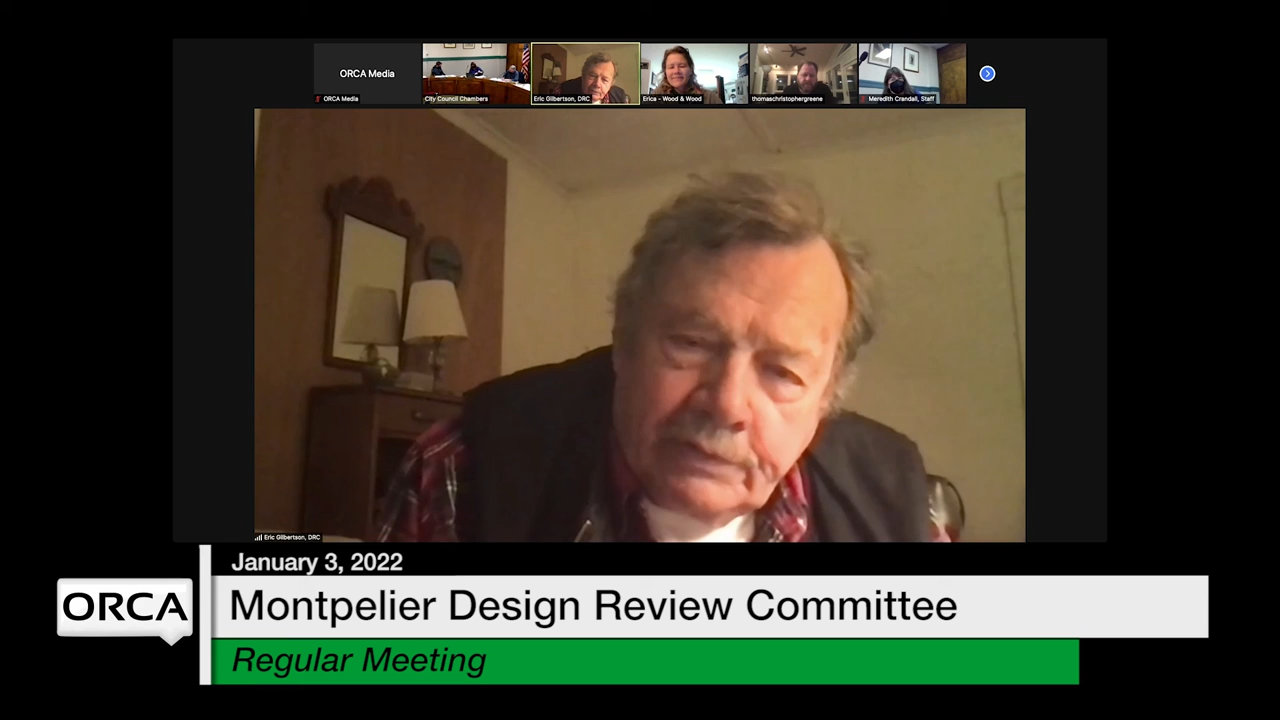 ORCA Media
ORCA Media
City Council Chambers
Eric Gilbertson, DRC
Erica - Wood & Wood
thomaschristophergreene
Meredith Crandall, Staff
Eric Gilbertson, DRC
January 3, 2022
ORCA
Montpelier Design Review Committee
Regular Meeting